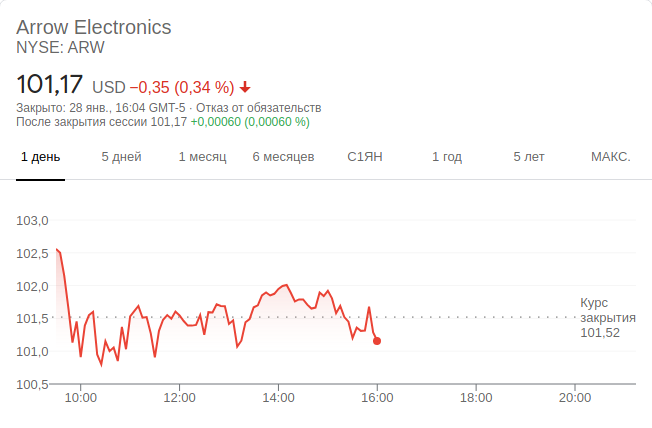 Arrow Electronics
NYSE: ARW
101,17 USD −0,35 (0,34 %)
Закрыто: 28 янв., 16:04 GMT-5 · Отказ от обязательств
После закрытия сессии 101,17 +0,00060 (0,00060 %)
1 день 5 дней 1 месяц 6 месяцев С1ЯН 1 год 5 лет МАКС.
103,0
102,5
102,0
101,5
101,0
100,5
Курс
закрытия
101,52
10:00 12:00 14:00 16:00 18:00 20:00